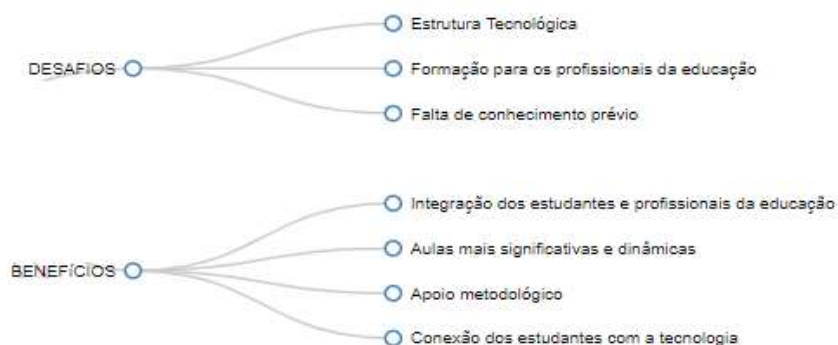 DESAFIOS
Estrutura Tecnológica
Formação para os profissionais da educação
Falta de conhecimento prévio
BENEFÍCIOS
Integração dos estudantes e profissionais da educação
Aulas mais significativas e dinâmicas
Apoio metodológico
Conexão dos estudantes com a tecnologia